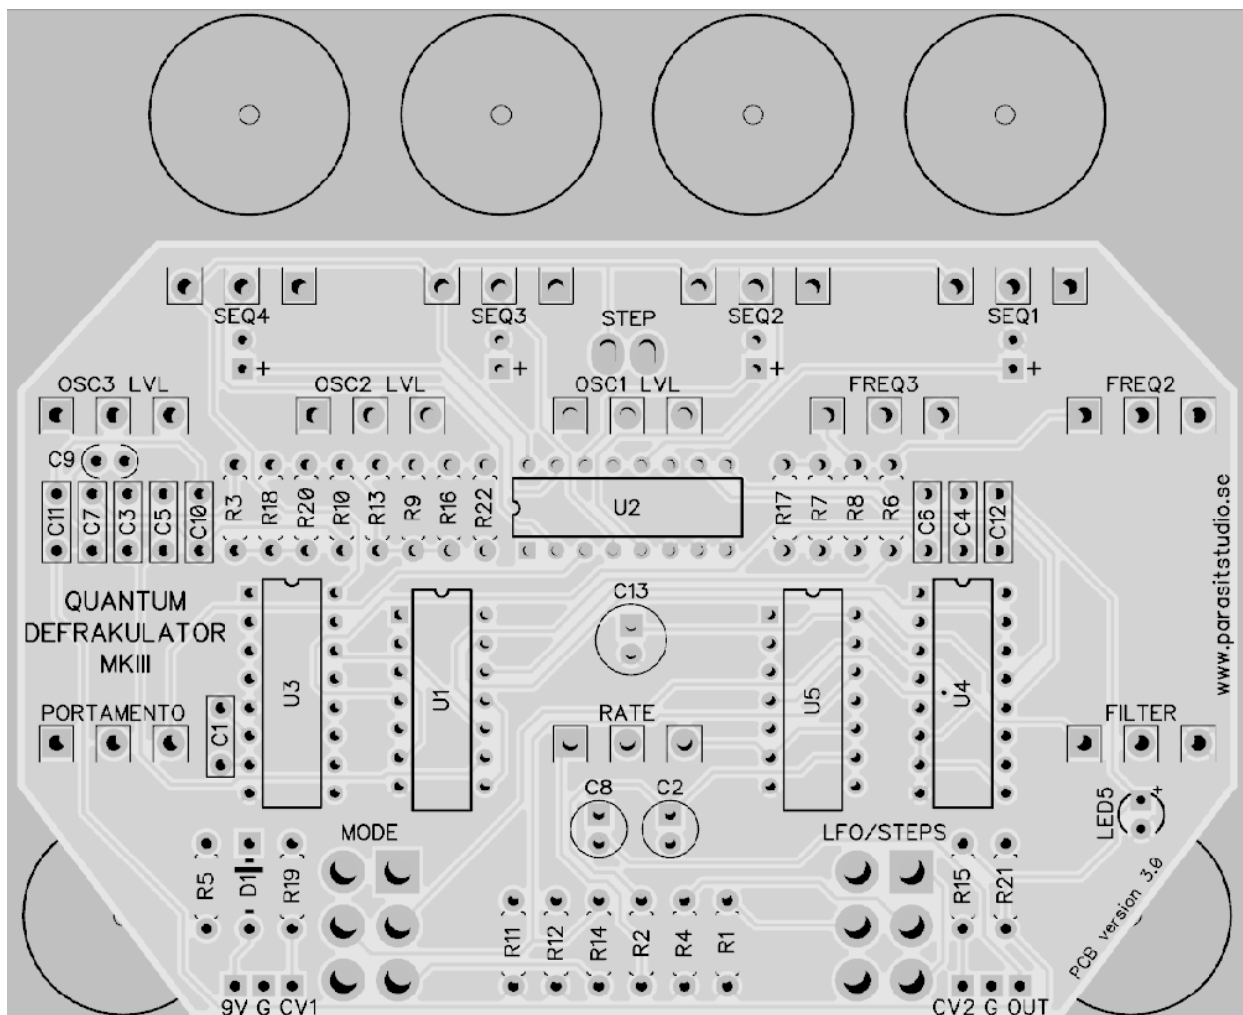 SEQ4 SEQ3 STEP SEQ2 SEQ1
+ + + +
OSC3 LVL OSC2 LVL OSC1 LVL FREQ3 FREQ2
C9
C11 C7 C3 C5 C10 R3 R18 R20 R10 R13 R9 R16 R22 U2 R17 R7 R8 R6 C6 C4 C12
www.parasitstudio.se
QUANTUM
DEFRAKULATOR
MKIII
C13
U3 U1 U5 U4
PORTAMENTO C1 RATE FILTER
C8 C2 LED5 +
MODE LFO/STEPS
R5 D1 R19 R15 R21
R11 R12 R14 R2 R4 R1
PCB version 3.0
9V G CV1 CV2 G OUT